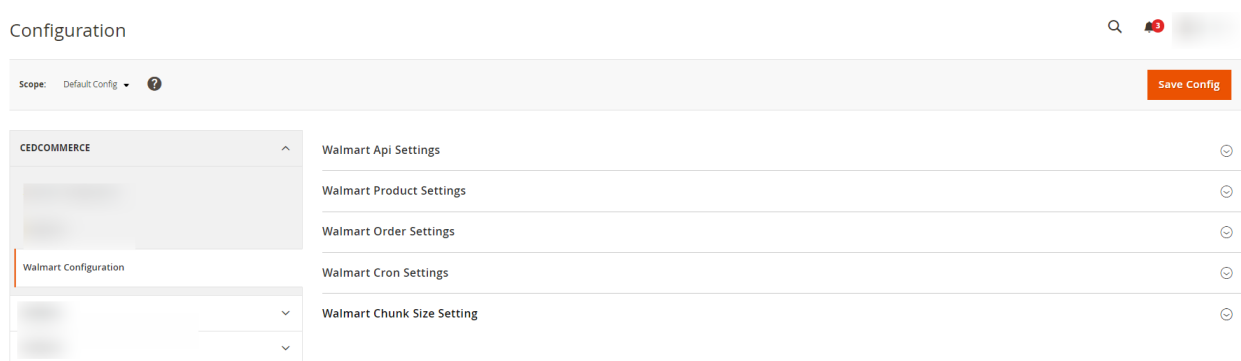 Configuration
3
Scope: Default Config ?
Save Config
CEDCOMMERCE
Walmart Configuration
Walmart Api Settings
Walmart Product Settings
Walmart Order Settings
Walmart Cron Settings
Walmart Chunk Size Setting